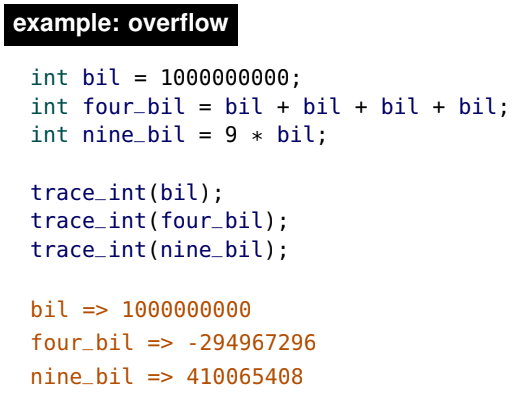 example: overflow
int bil = 1000000000;
int four_bil = bil + bil + bil + bil;
int nine_bil = 9 * bil;
trace_int(bil);
trace_int(four_bil);
trace_int(nine_bil);
bil => 1000000000
four_bil => -294967296
nine_bil => 410065408